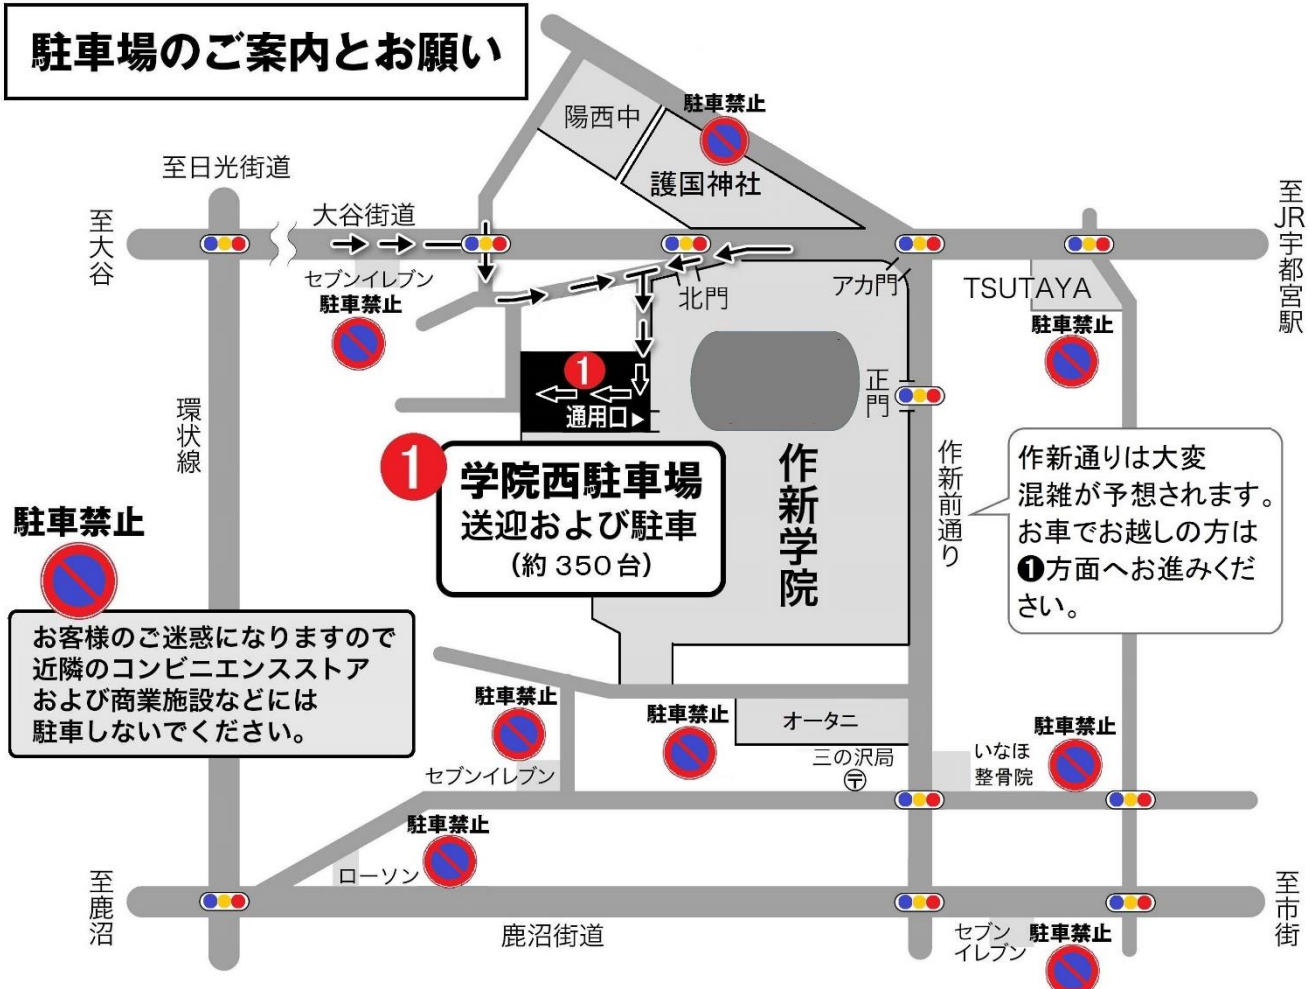 駐車場のご案内とお願い
陽西中
駐車禁止
護国神社
至日光街道
至大谷
大谷街道
至JR宇都宮駅
セブンイレブン
駐車禁止
北門
アカ門
TSUTAYA
駐車禁止
1
通用口▶
正門
環状線
1
学院西駐車場
送迎および駐車
(約350台)
作新学院
作新前通り
作新通りは大変
混雑が予想されます。
お車でお越しの方は
❶方面へお進みくだ
さい。
駐車禁止
お客様のご迷惑になりますので
近隣のコンビニエンスストア
および商業施設などには
駐車しないでください。
駐車禁止
セブンイレブン
駐車禁止
オータニ
三の沢局
〒
いなほ
整骨院
駐車禁止
駐車禁止
ローソン
至鹿沼
鹿沼街道
セブン
イレブン
駐車禁止
至市街